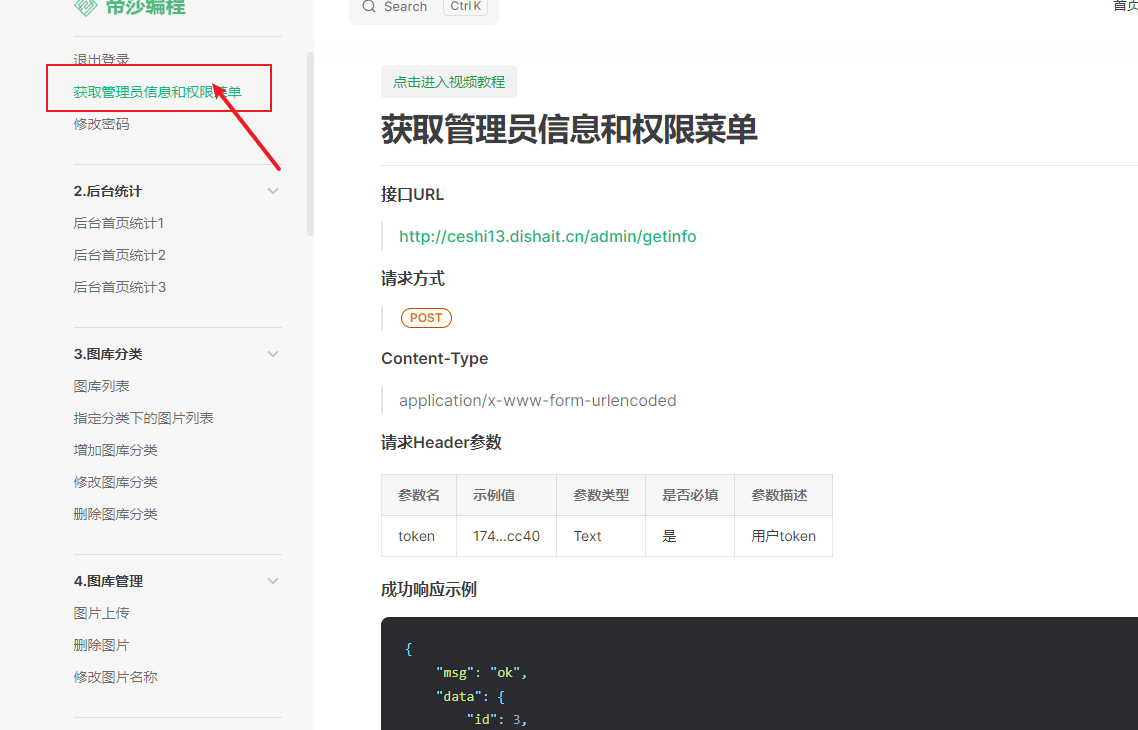 帝莎编程
退出登录
获取管理员信息和权限菜单
修改密码
2.后台统计
后台首页统计1
后台首页统计2
后台首页统计3
3.图库分类
图库列表
指定分类下的图片列表
增加图库分类
修改图库分类
删除图库分类
4.图库管理
图片上传
删除图片
修改图片名称
Search Ctrl K
首页
点击进入视频教程
获取管理员信息和权限菜单
接口URL
http://ceshi13.dishait.cn/admin/getinfo
请求方式
POST
Content-Type
application/x-www-form-urlencoded
请求Header参数
参数名 示例值 参数类型 是否必填 参数描述
token 174...cc40 Text 是 用户token
成功响应示例
{
"msg": "ok",
"data": {
"id": 3,